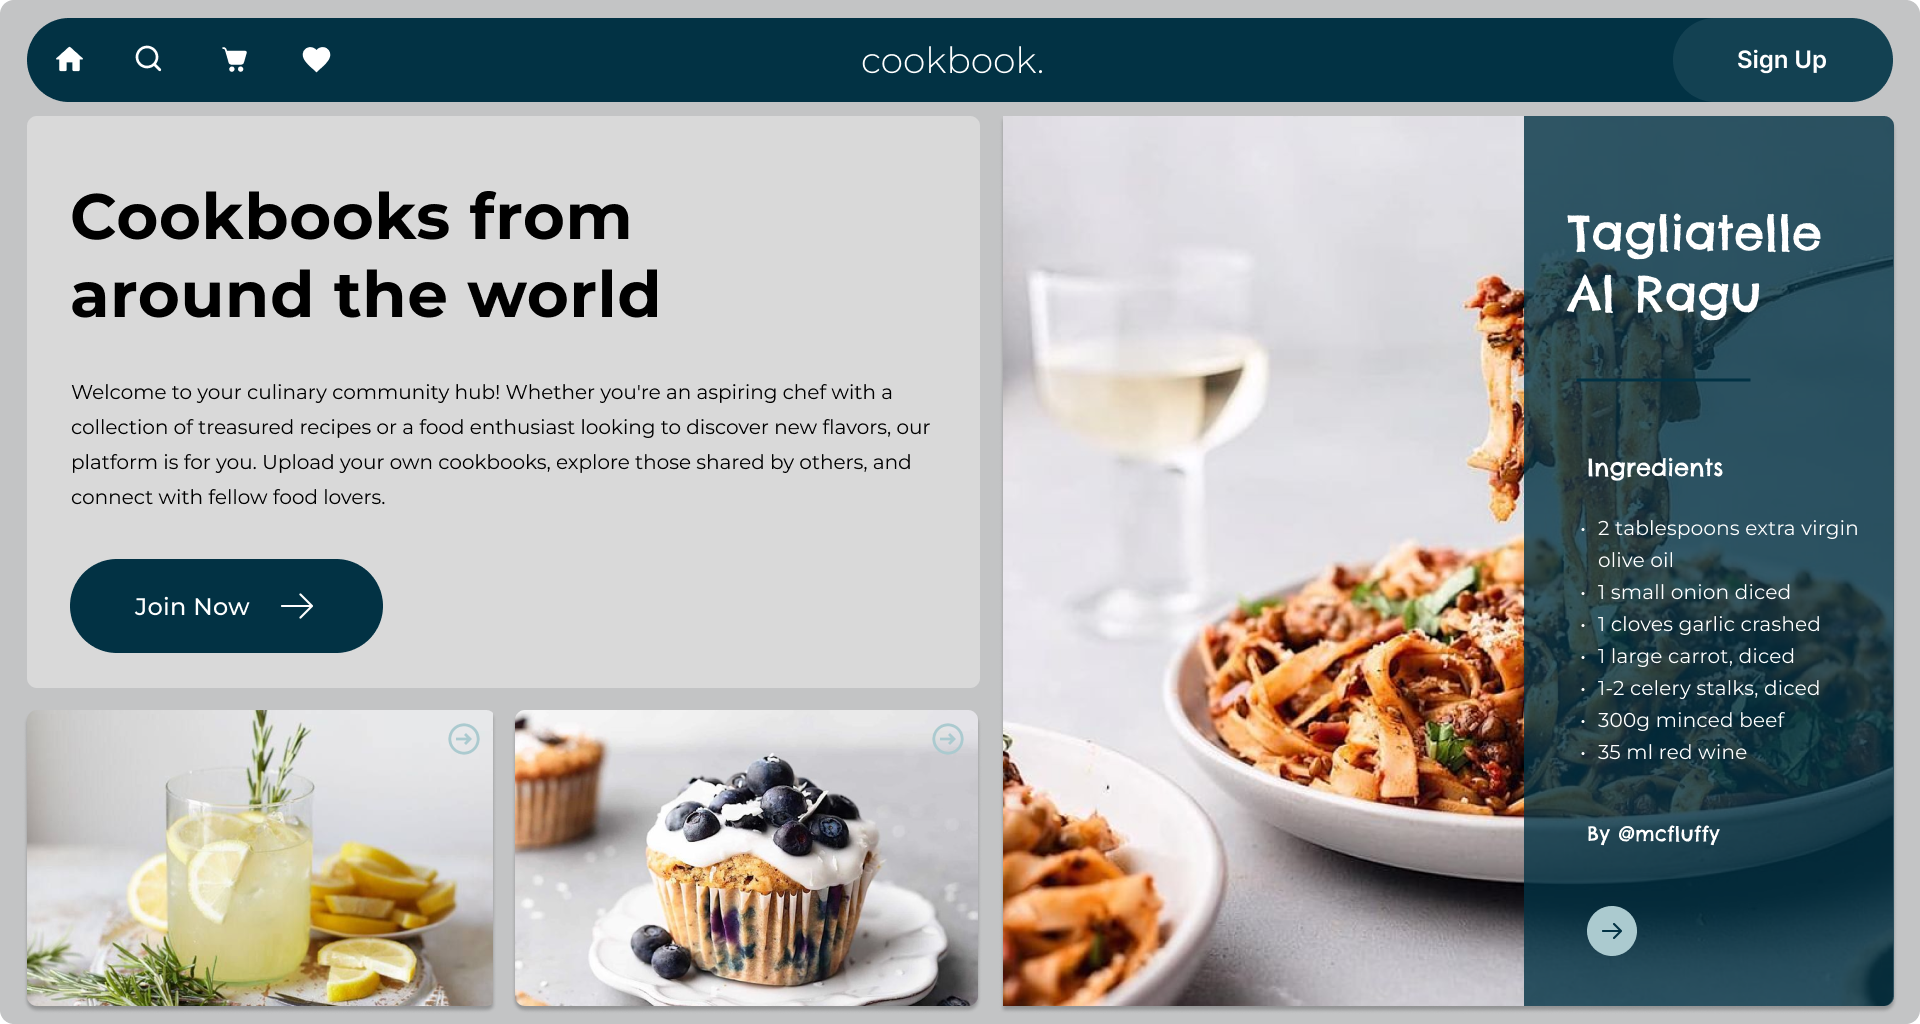 cookbook.
Sign Up
Cookbooks from
around the world
Welcome to your culinary community hub! Whether you're an aspiring chef with a
collection of treasured recipes or a food enthusiast looking to discover new flavors, our
platform is for you. Upload your own cookbooks, explore those shared by others, and
connect with fellow food lovers.
Join Now
Tagliatelle
Al Ragu
Ingredients
• 2 tablespoons extra virgin
olive oil
• 1 small onion diced
• 1 cloves garlic crashed
• 1 large carrot, diced
• 1-2 celery stalks, diced
• 300g minced beef
• 35 ml red wine
By @mcfluffy